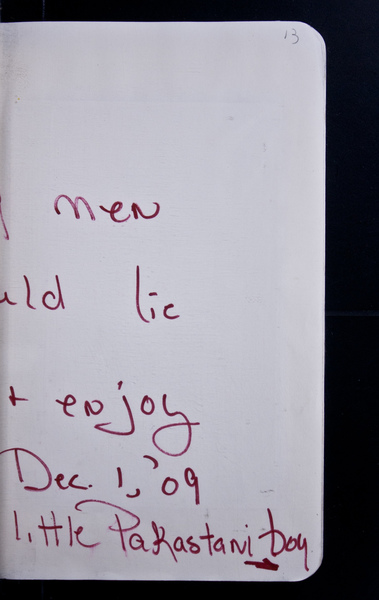 13
men
uld lie
+ enjoy
Dec. 1, '09
little Pakastani boy